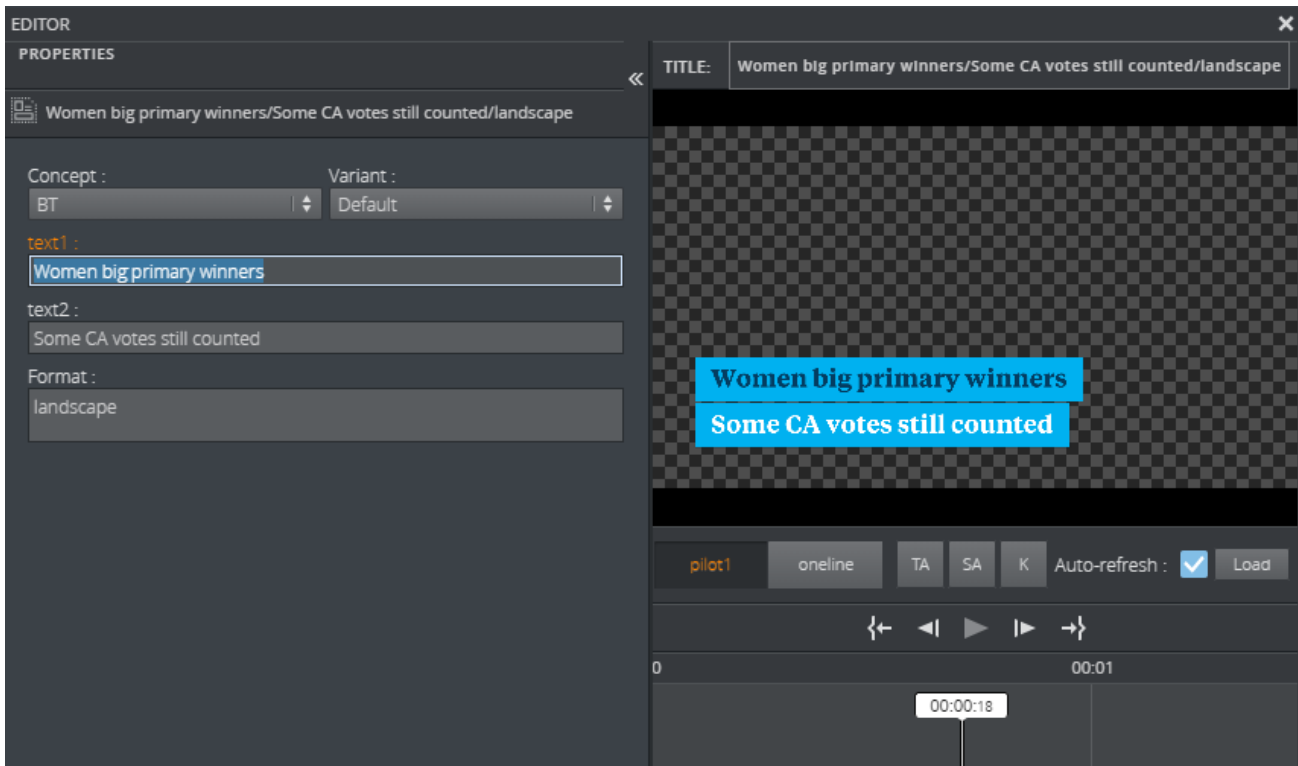 EDITOR
PROPERTIES
Women big primary winners/Some CA votes still counted/landscape
Concept :
Variant :
BT
Default
text1 :
Women big primary winners
text2 :
Some CA votes still counted
Format :
landscape
TITLE:
Women big primary winners/Some CA votes still counted/landscape
Women big primary winners
Some CA votes still counted
pilot1
oneline
TA
SA
K
Auto-refresh :
Load
0
00:01
00:00:18